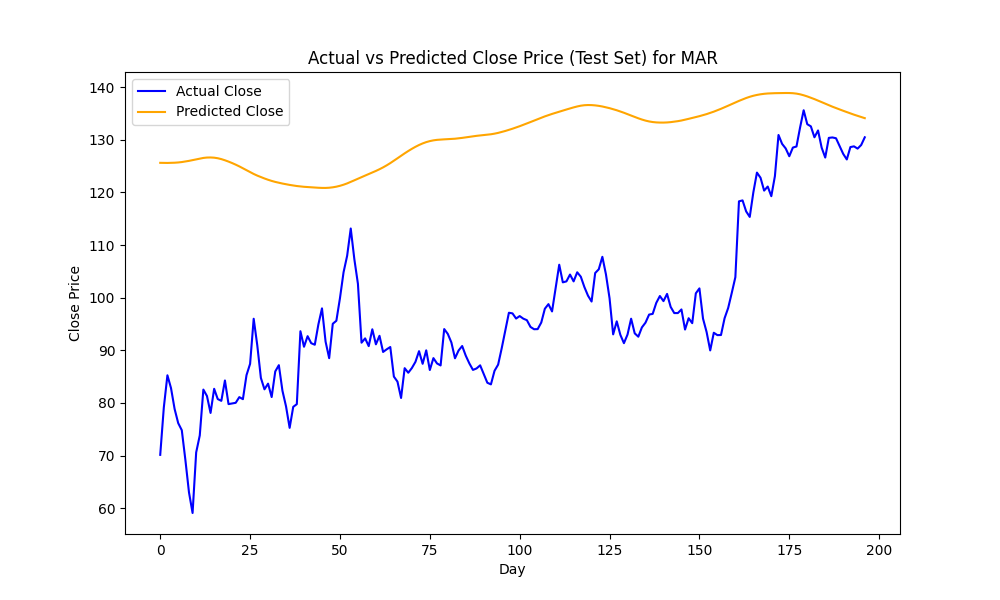 Actual vs Predicted Close Price (Test Set) for MAR
Actual Close
Predicted Close
140
130
120
110
100
90
80
70
60
Close Price
0 25 50 75 100 125 150 175 200
Day